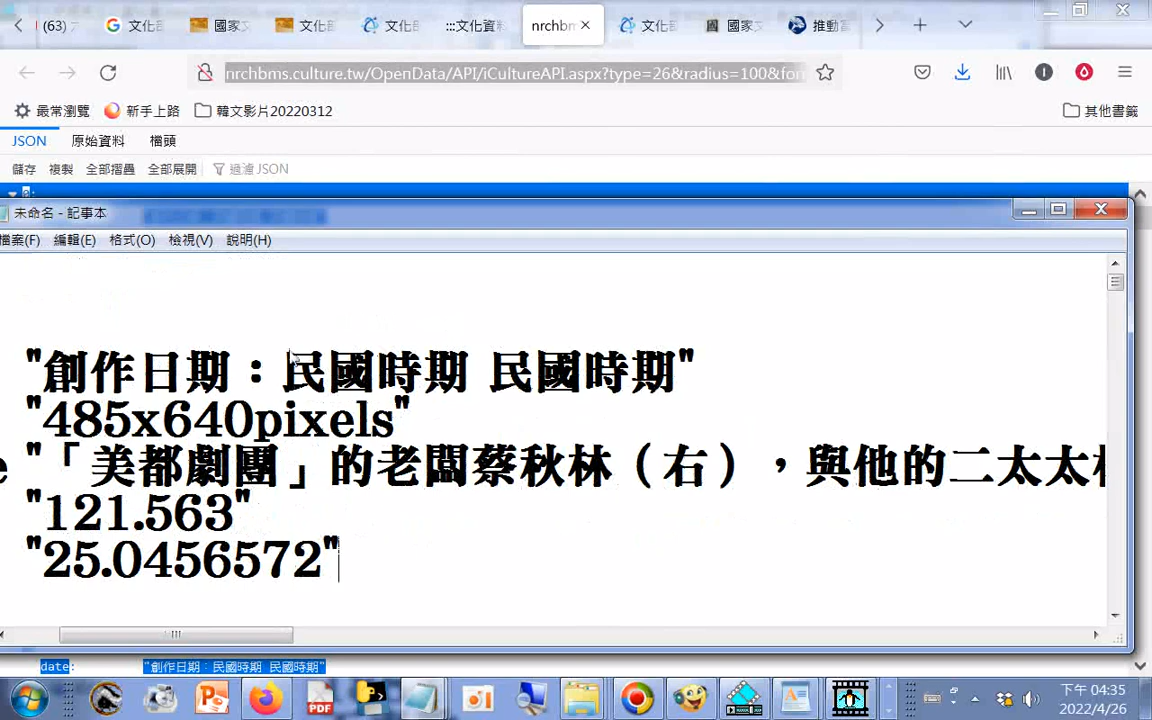 (63)
文化部
國家文
文化部
文化部
:::文化資料
nrchbm
文化部
國家文
推動富
nrchbms.culture.tw/OpenData/API/iCultureAPI.aspx?type=26&radius=100&for
最常瀏覽 新手上路 韓文影片20220312 其他書籤
JSON 原始資料 檔頭
儲存 複製 全部摺疊 全部展開 過濾 JSON
0:
未命名 - 記事本
檔案(F) 編輯(E) 格式(O) 檢視(V) 說明(H)
"創作日期：民國時期 民國時期"
"485x640pixels"
e "「美都劇團」的老闆蔡秋林（右），與他的二太太
"121.563"
"25.0456572"
date: "創作日期：民國時期 民國時期"
PDF
下午 04:35
2022/4/26